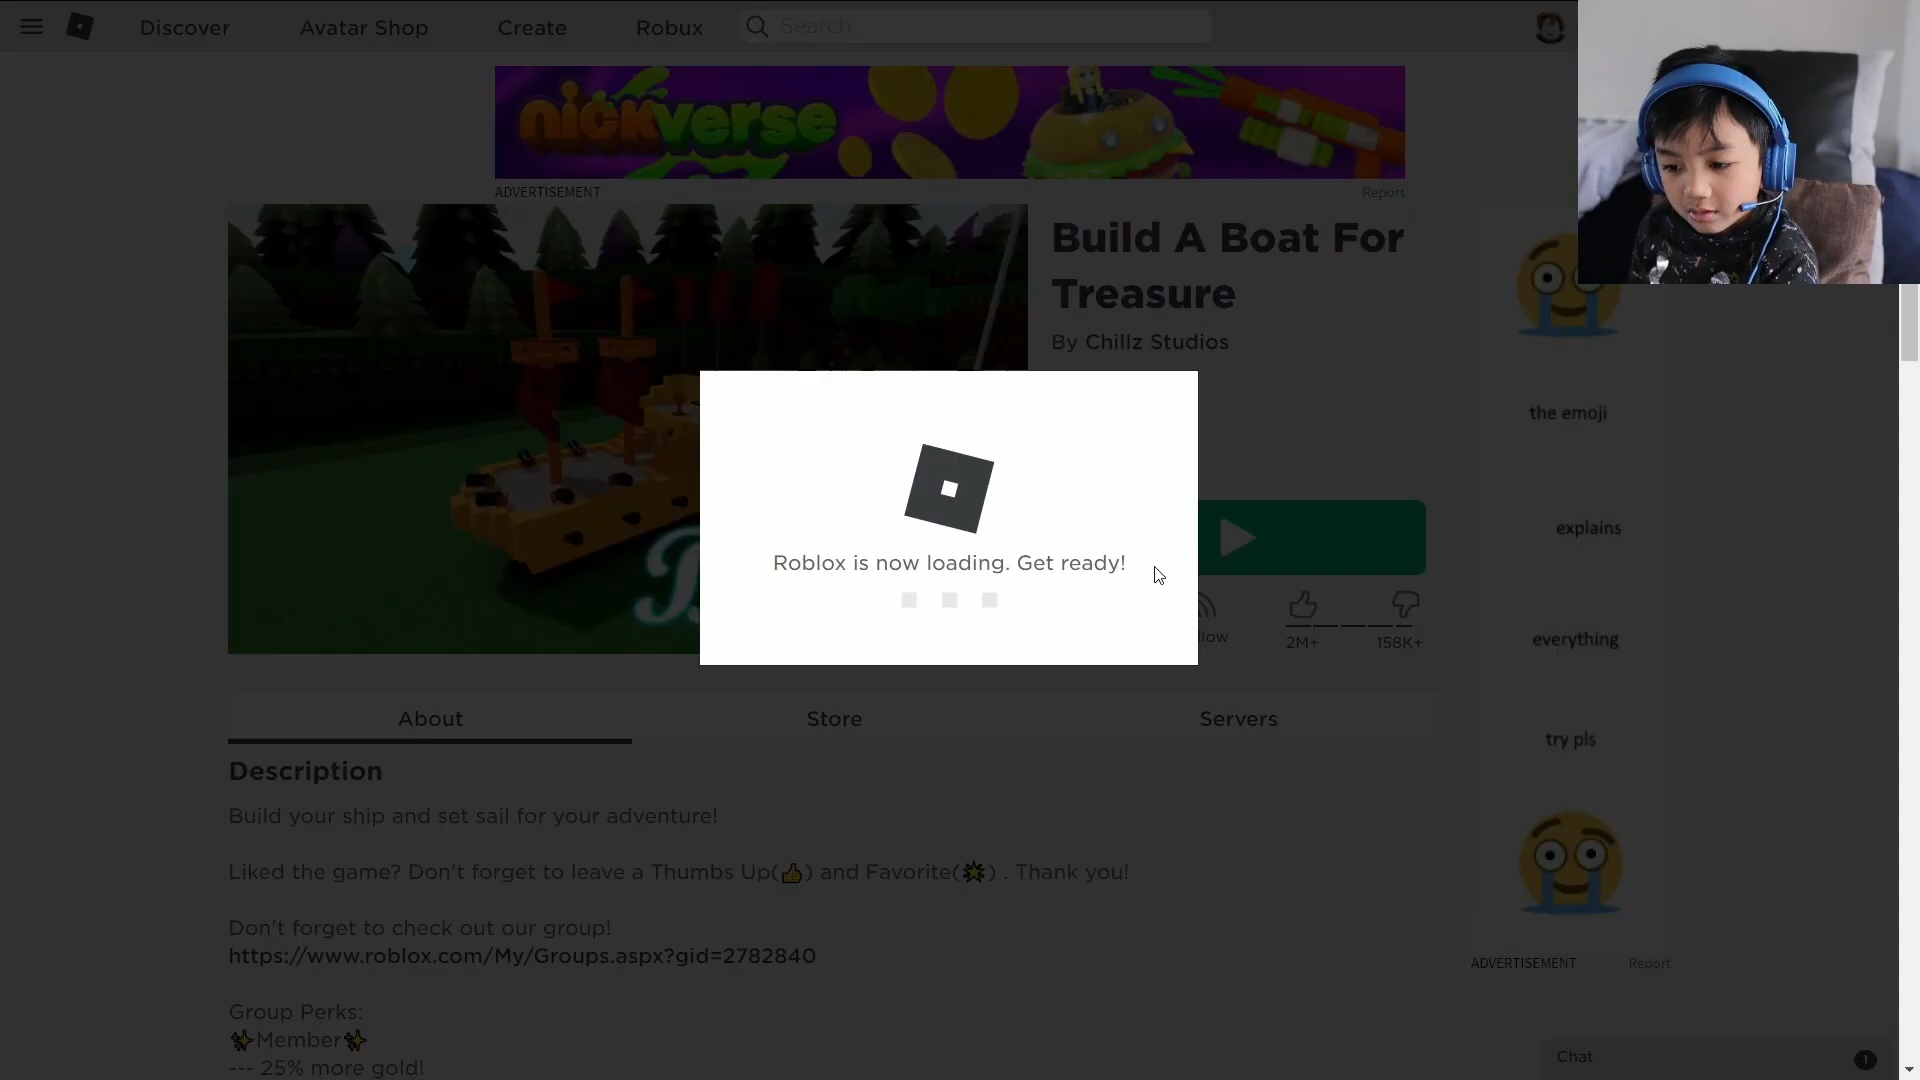 Discover
Avatar Shop
Create
Robux
Search
nickverse
ADVERTISEMENT
Report
Build A Boat For
Treasure
By Chillz Studios
the emoji
explains
everything
try pls
Roblox is now loading. Get ready!
2M+
158K+
About
Store
Servers
Description
Build your ship and set sail for your adventure!
Liked the game? Don't forget to leave a Thumbs Up(👍) and Favorite(🌟) . Thank you!
Don't forget to check out our group!
https://www.roblox.com/My/Groups.aspx?gid=2782840
ADVERTISEMENT
Report
Group Perks:
✨Member✨
--- 25% more gold!
Chat
1